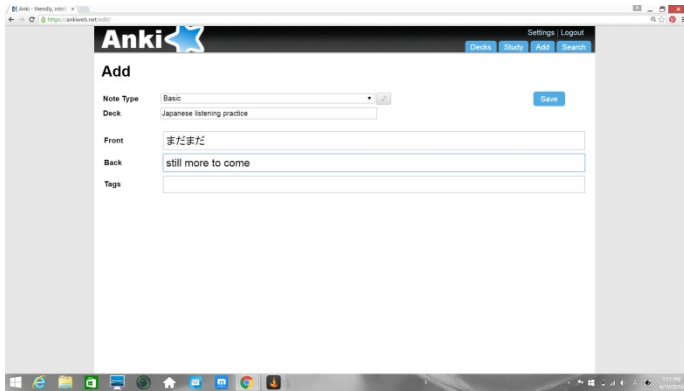 Anki - friendly, intell
https://ankiweb.net/edit/
Anki
Settings | Logout
Decks Study Add Search
Add
Note Type Basic Save
Deck Japanese listening practice
Front まだまだ
Back still more to come
Tags